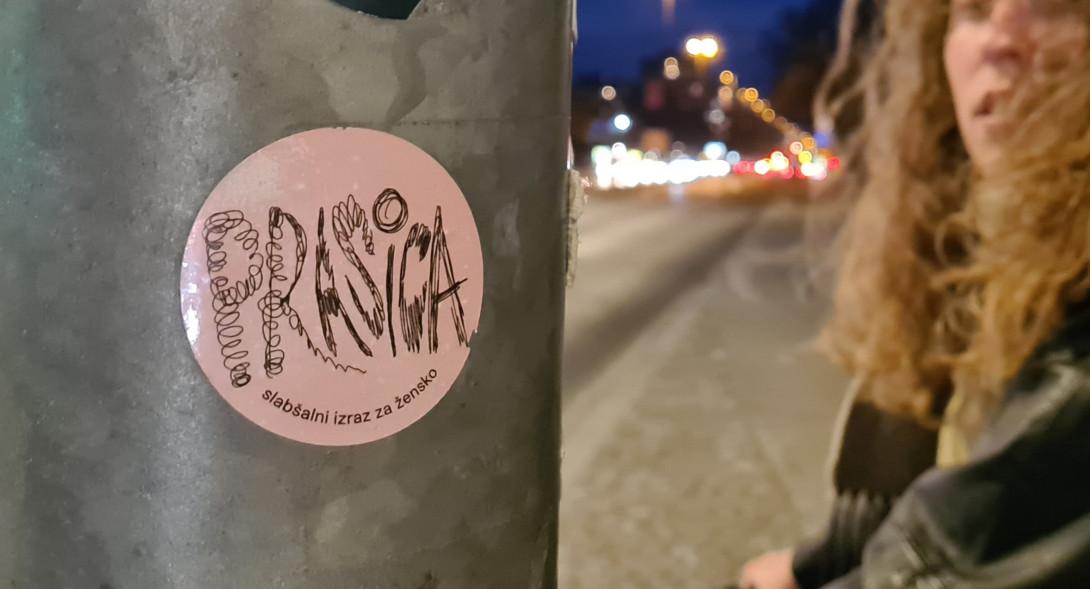 PRASiCA
slabšalni izraz za žensko